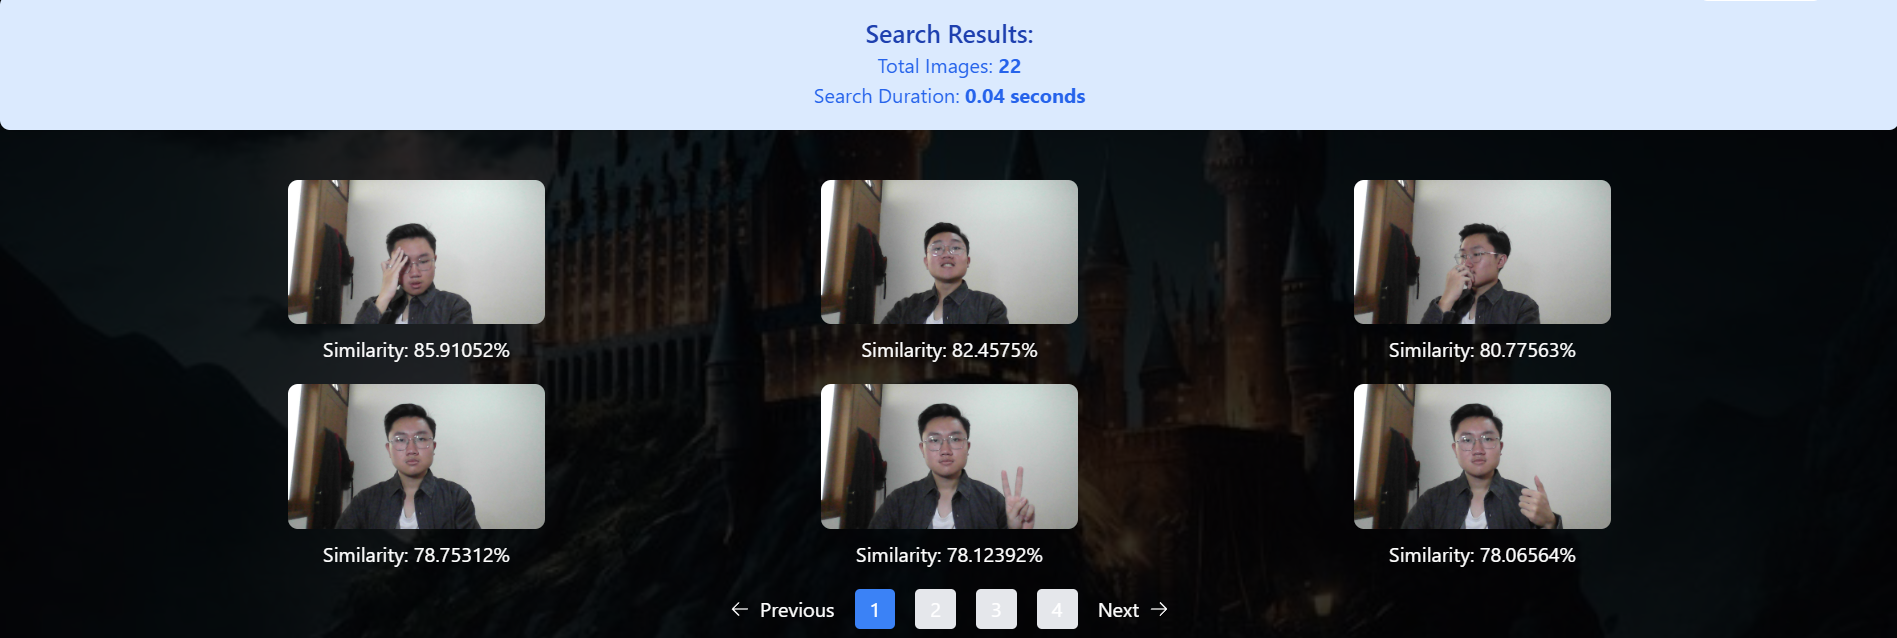 Search Results:
Total Images: 22
Search Duration: 0.04 seconds
Similarity: 85.91052%
Similarity: 82.4575%
Similarity: 80.77563%
Similarity: 78.75312%
Similarity: 78.12392%
Similarity: 78.06564%
← Previous 1 2 3 4 Next →